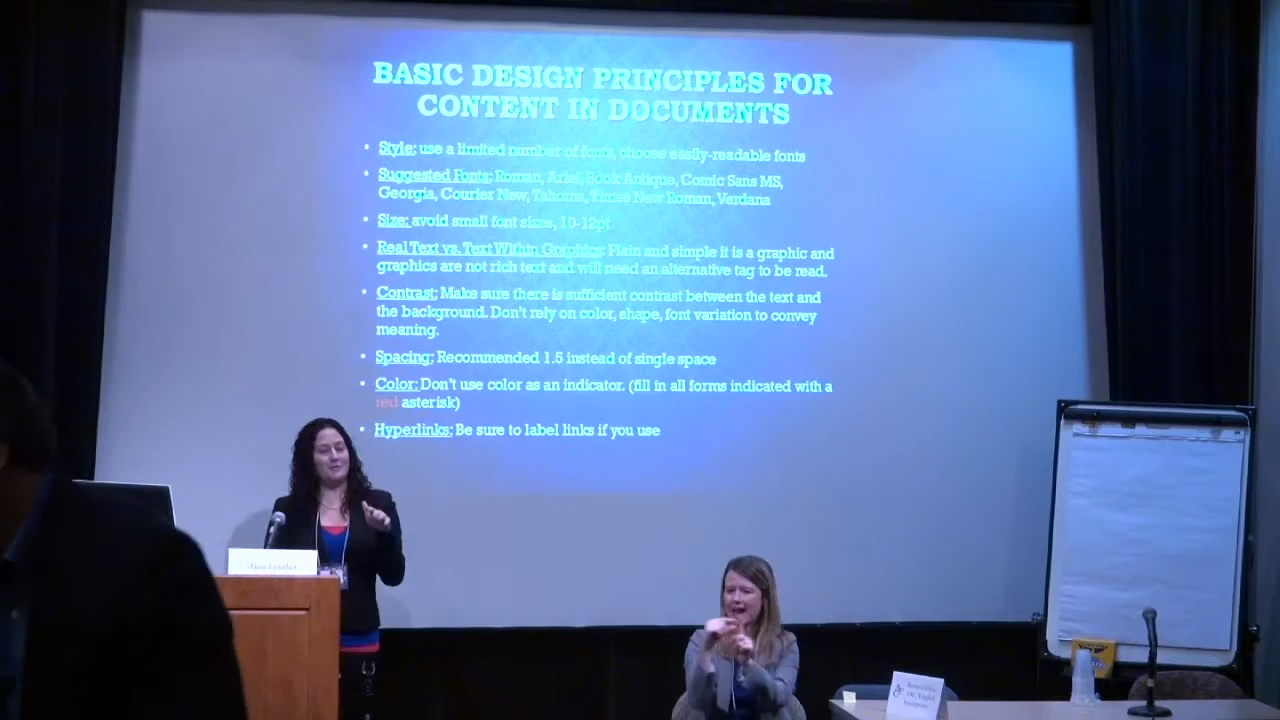 BASIC DESIGN PRINCIPLES FOR
CONTENT IN DOCUMENTS
• Style: use a limited number of fonts, choose easily-readable fonts
• Suggested Fonts: Roman, Ariel, Book Antique, Comic Sans MS,
Georgia, Courier New, Tahoma, Times New Roman, Verdana
• Size: avoid small font sizes, 10-12pt
• Real Text vs. Text Within Graphics: Plain and simple it is a graphic and
graphics are not rich text and will need an alternative tag to be read.
• Contrast: Make sure there is sufficient contrast between the text and
the background. Don't rely on color, shape, font variation to convey
meaning.
• Spacing: Recommended 1.5 instead of single space
• Color: Don't use color as an indicator. (fill in all forms indicated with a
red asterisk)
• Hyperlinks: Be sure to label links if you use